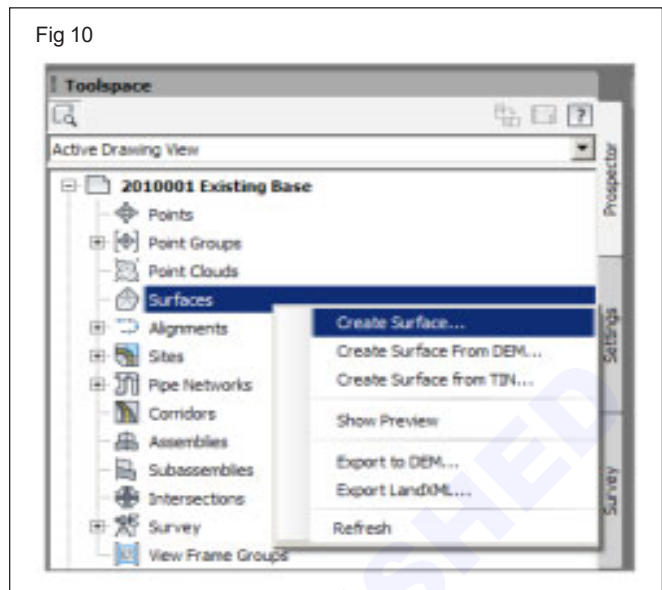 Fig 10
Toolspace
?
Active Drawing View
2010001 Existing Base
Points
Point Groups
Point Clouds
Surfaces
Alignments
Sites
Pipe Networks
Corridors
Assemblies
Subassemblies
Intersections
Survey
View Frame Groups
Create Surface...
Create Surface From DEM...
Create Surface from TIN...
Show Preview
Export to DEM...
Export LandXML...
Refresh
Prospector
Settings
Survey
SHED